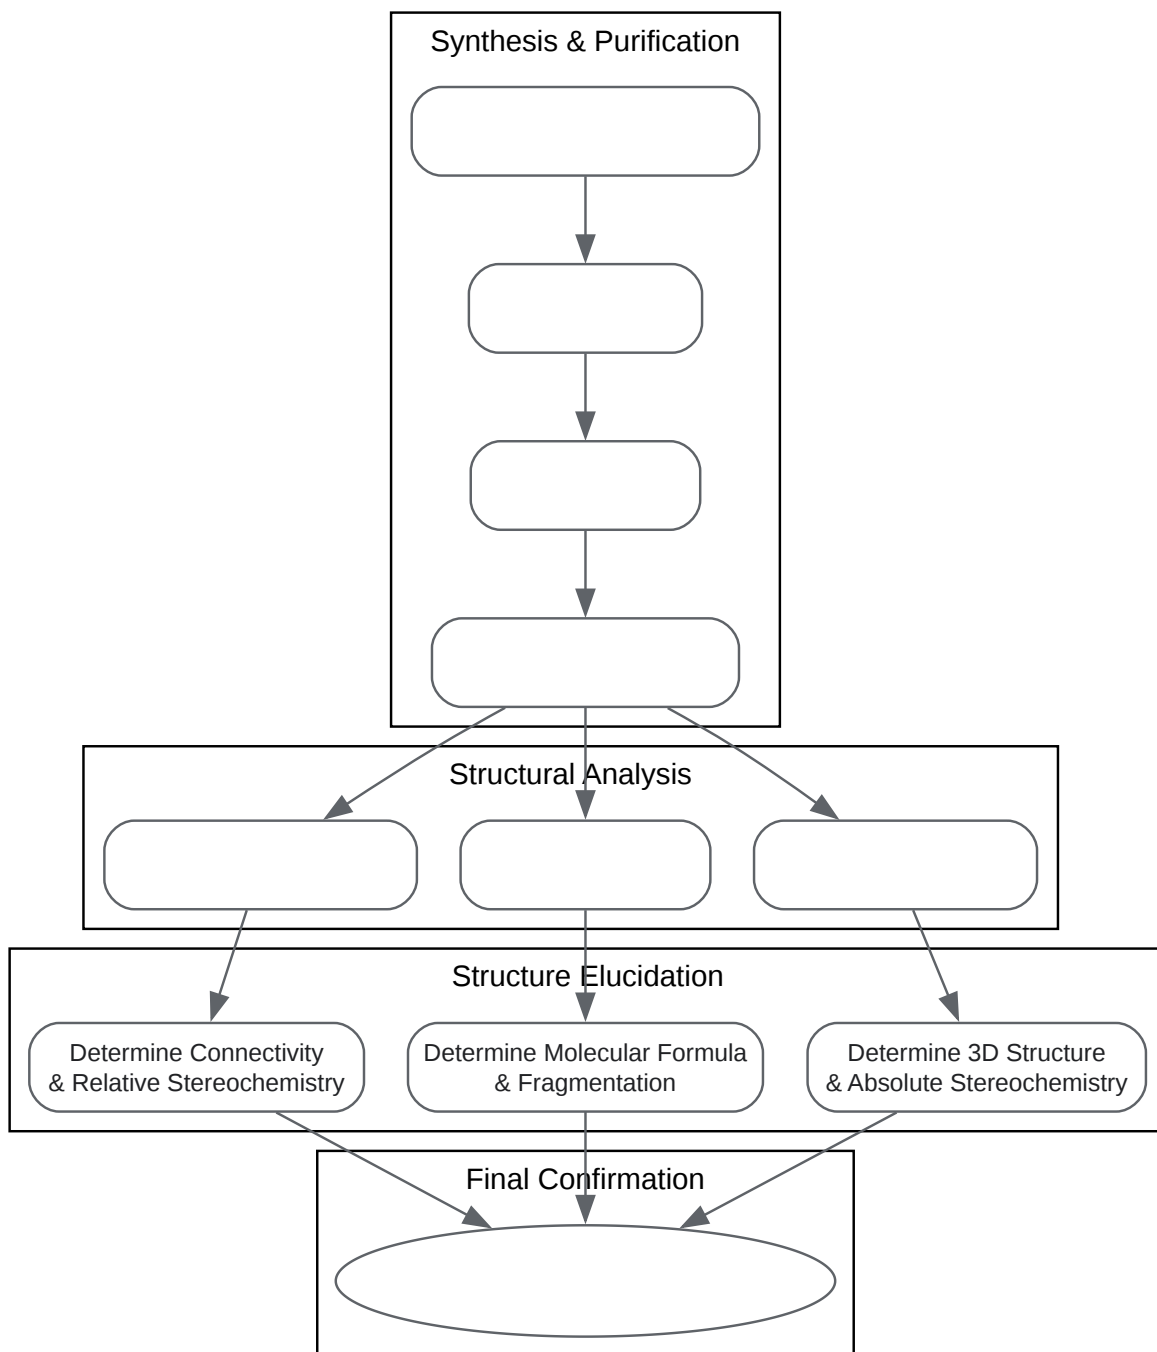 Synthesis & Purification
Structural Analysis
Structure Elucidation
Determine Connectivity
& Relative Stereochemistry
Determine Molecular Formula
& Fragmentation
Determine 3D Structure
& Absolute Stereochemistry
Final Confirmation